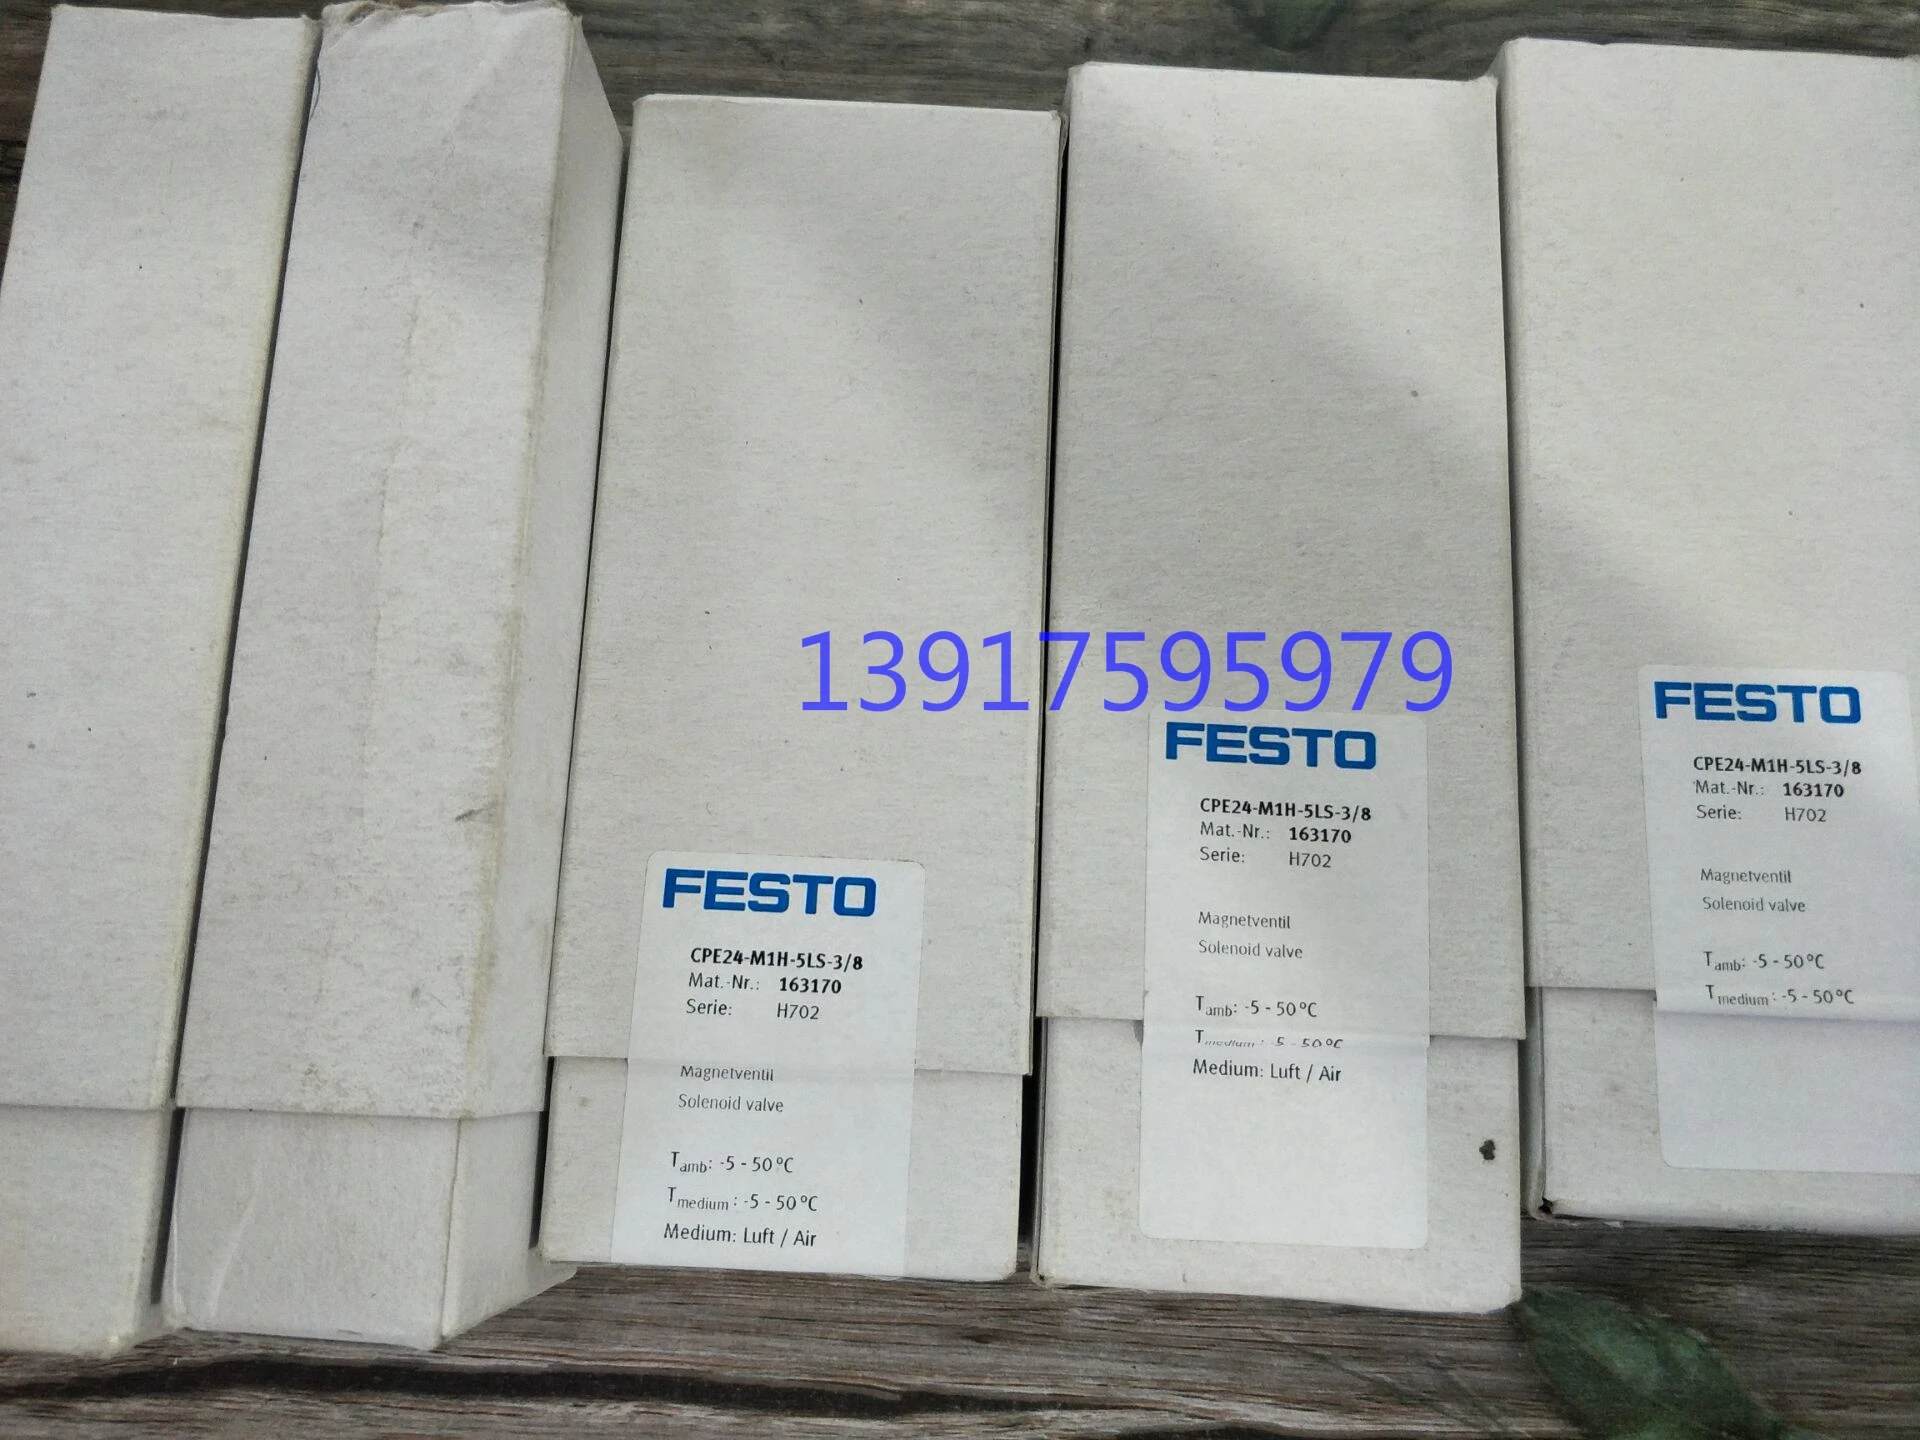 13917595979
FESTO
CPE24-M1H-5LS-3/8
Mat.-Nr.: 163170
Serie: H702
Magnetventil
Solenoid valve
Tamb: -5 - 50°C
Tmedium: -5 - 50°C
Medium: Luft / Air
FESTO
CPE24-M1H-5LS-3/8
Mat.-Nr.: 163170
Serie: H702
Magnetventil
Solenoid valve
Tamb: -5 - 50°C
Tmedium: -5 - 50°C
Medium: Luft / Air
FESTO
CPE24-M1H-5LS-3/8
Mat.-Nr.: 163170
Serie: H702
Magnetventil
Solenoid valve
Tamb: -5 - 50°C
Tmedium: -5 - 50°C